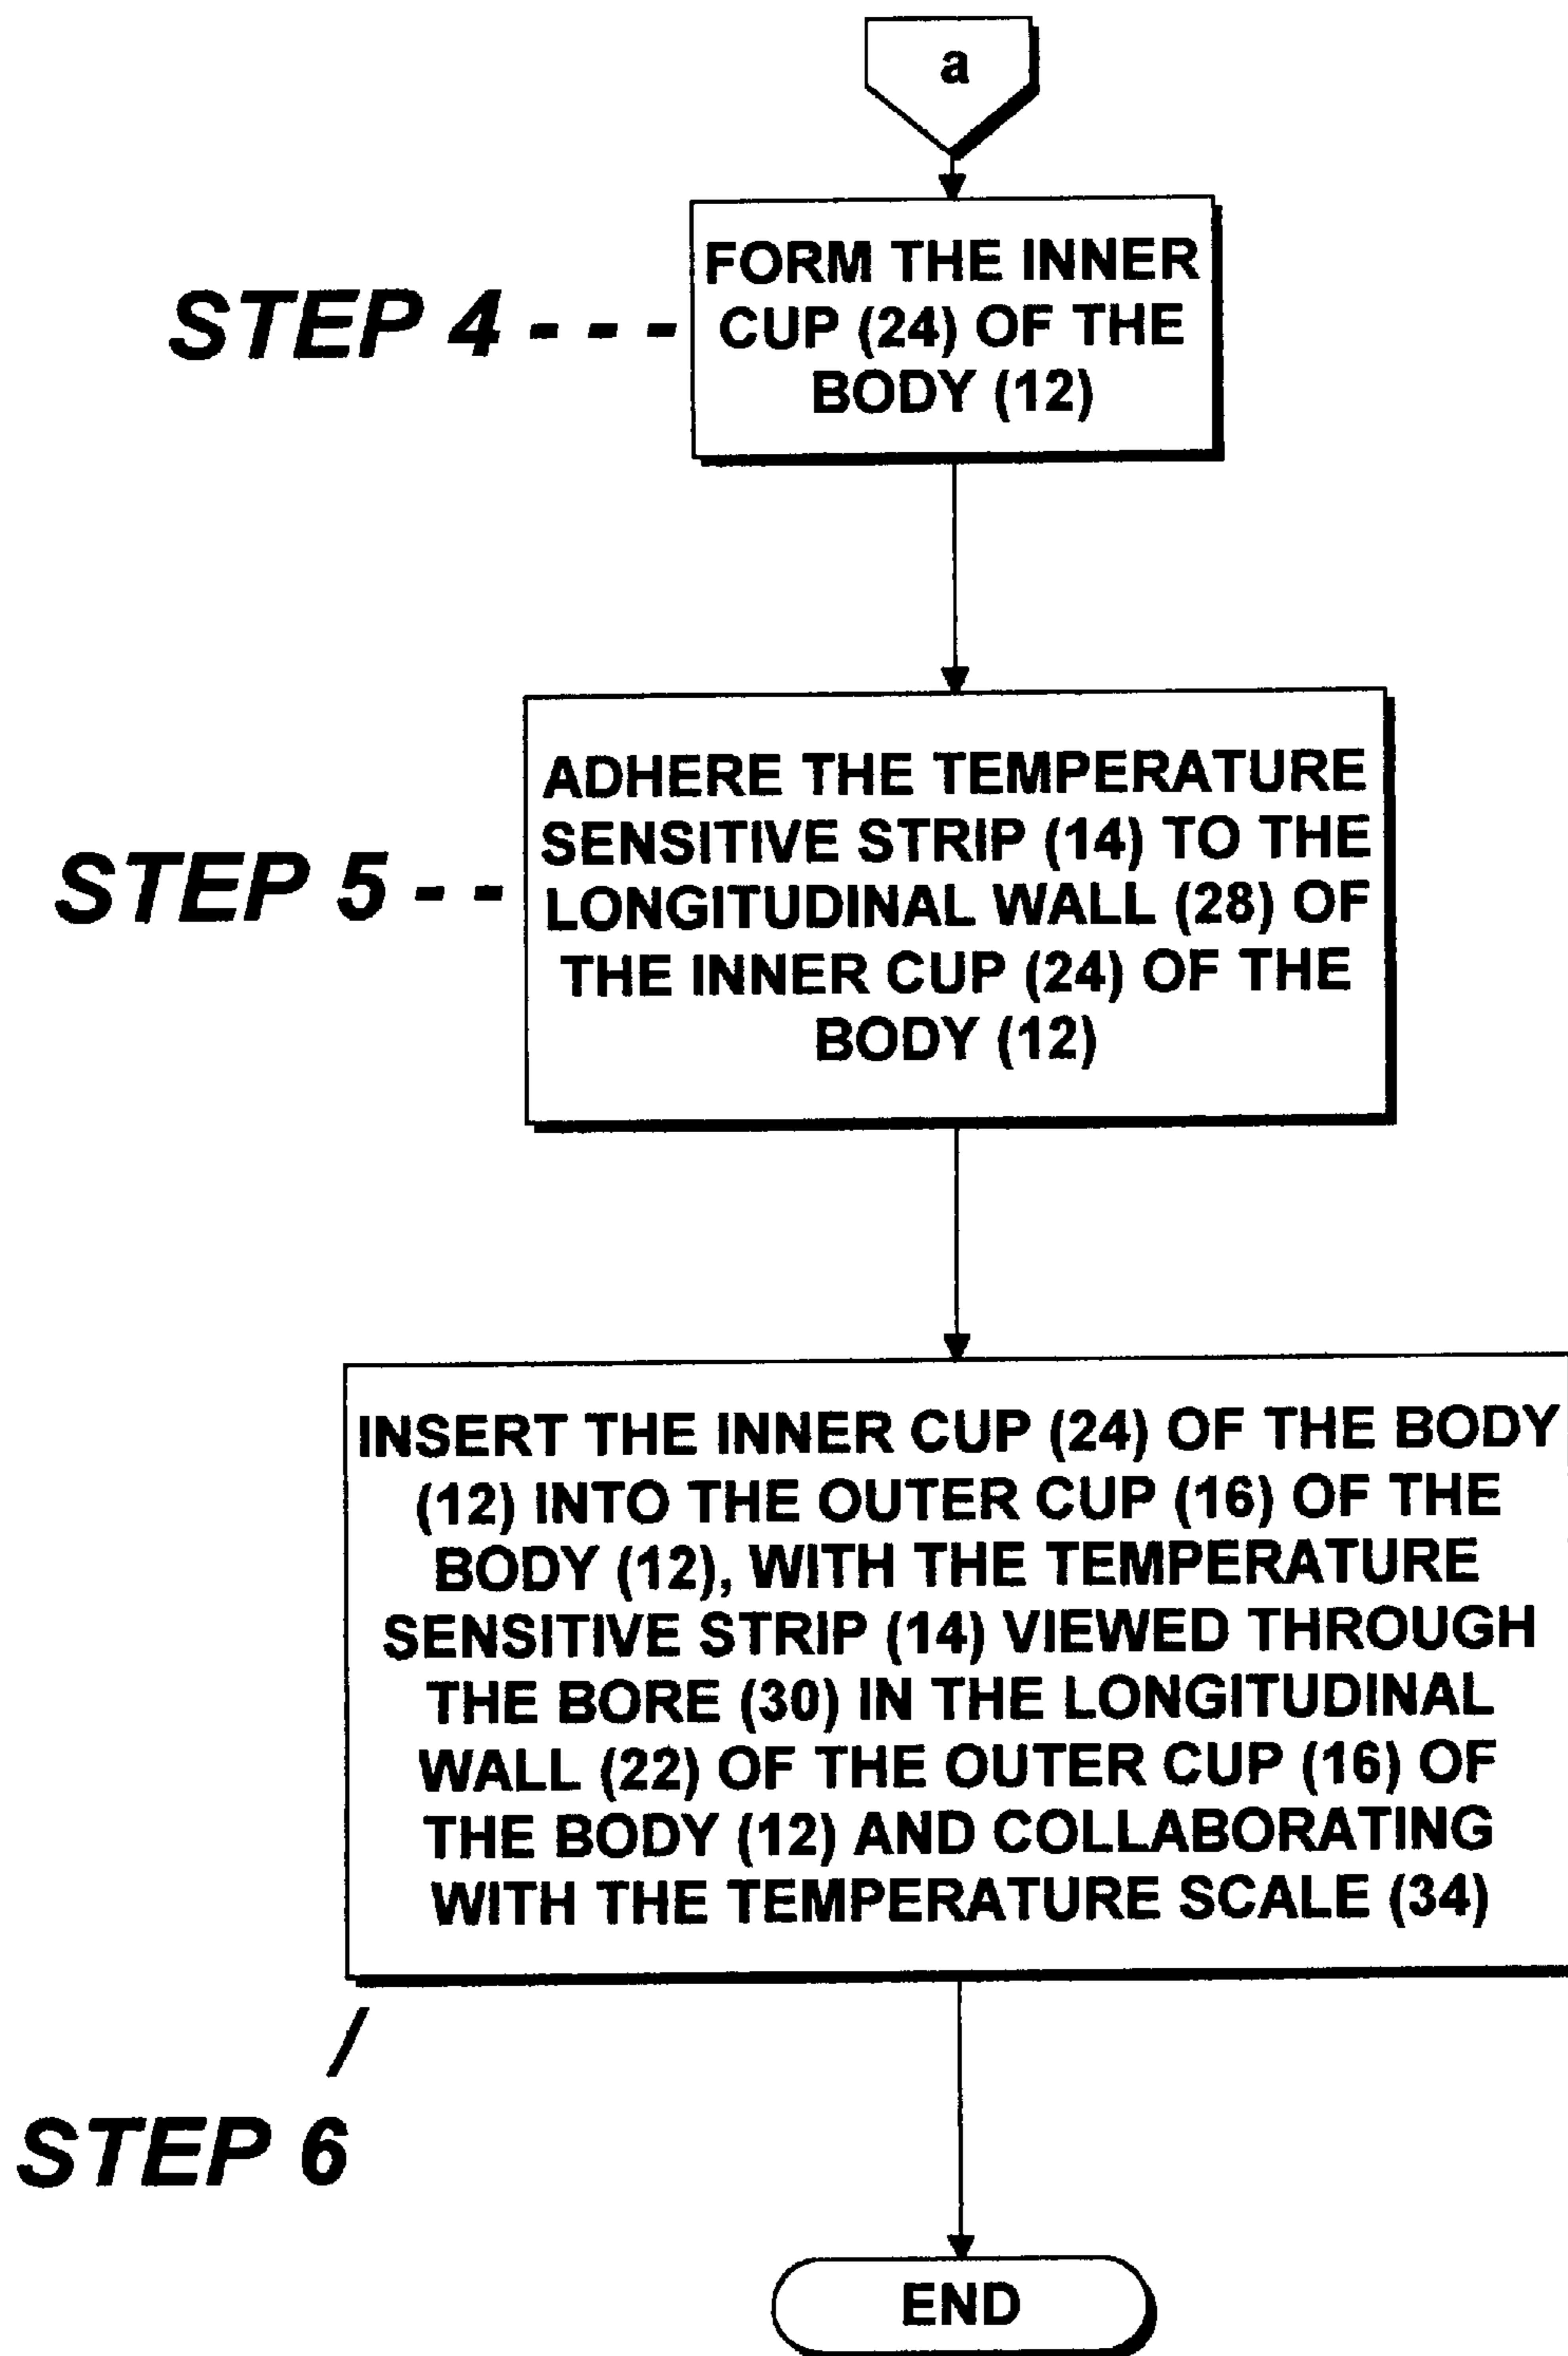 a
STEP 4 - - -
FORM THE INNER
CUP (24) OF THE
BODY (12)
STEP 5 - -
ADHERE THE TEMPERATURE
SENSITIVE STRIP (14) TO THE
LONGITUDINAL WALL (28) OF
THE INNER CUP (24) OF THE
BODY (12)
INSERT THE INNER CUP (24) OF THE BODY
(12) INTO THE OUTER CUP (16) OF THE
BODY (12), WITH THE TEMPERATURE
SENSITIVE STRIP (14) VIEWED THROUGH
THE BORE (30) IN THE LONGITUDINAL
WALL (22) OF THE OUTER CUP (16) OF
THE BODY (12) AND COLLABORATING
WITH THE TEMPERATURE SCALE (34)
STEP 6
END